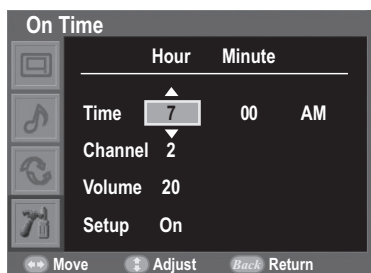 On Time
Hour Minute
Time 7 00 AM
Channel 2
Volume 20
Setup On
Move Adjust Back Return